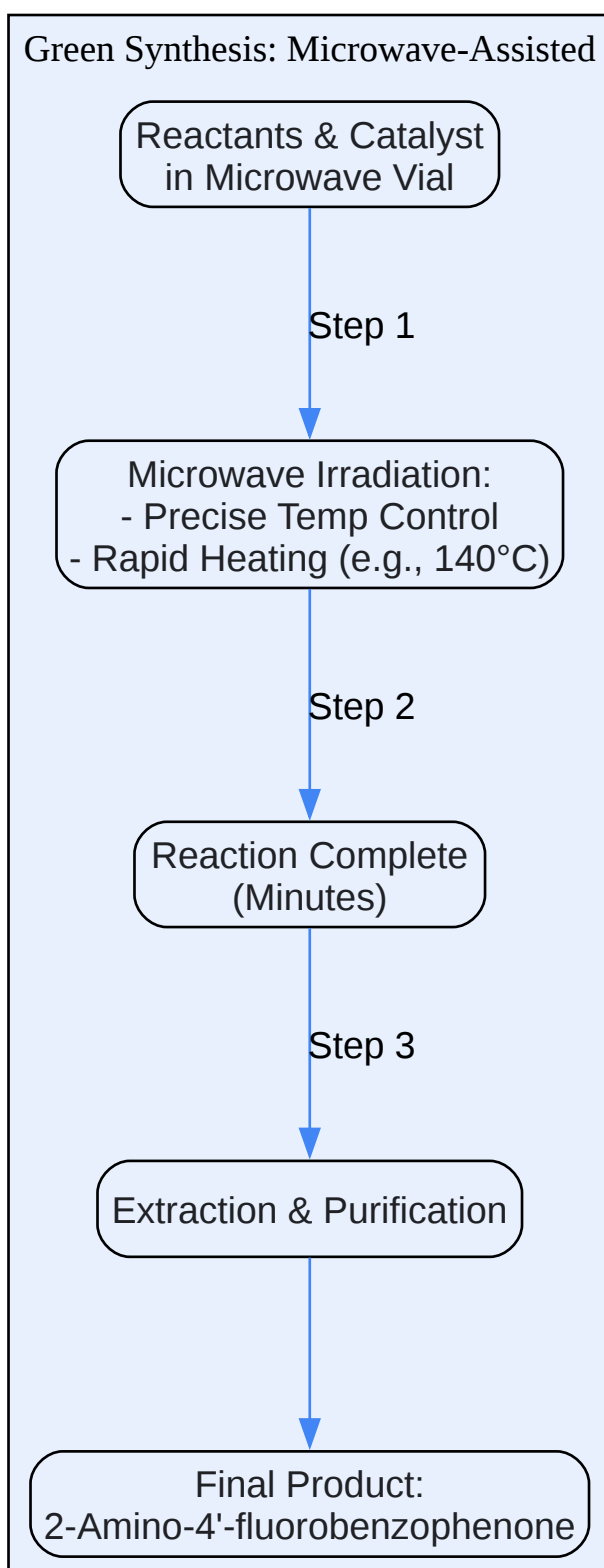 Green Synthesis: Microwave-Assisted
Reactants & Catalyst
in Microwave Vial
Step 1
Microwave Irradiation:
- Precise Temp Control
- Rapid Heating (e.g., 140°C)
Step 2
Reaction Complete
(Minutes)
Step 3
Extraction & Purification
Final Product:
2-Amino-4'-fluorobenzophenone